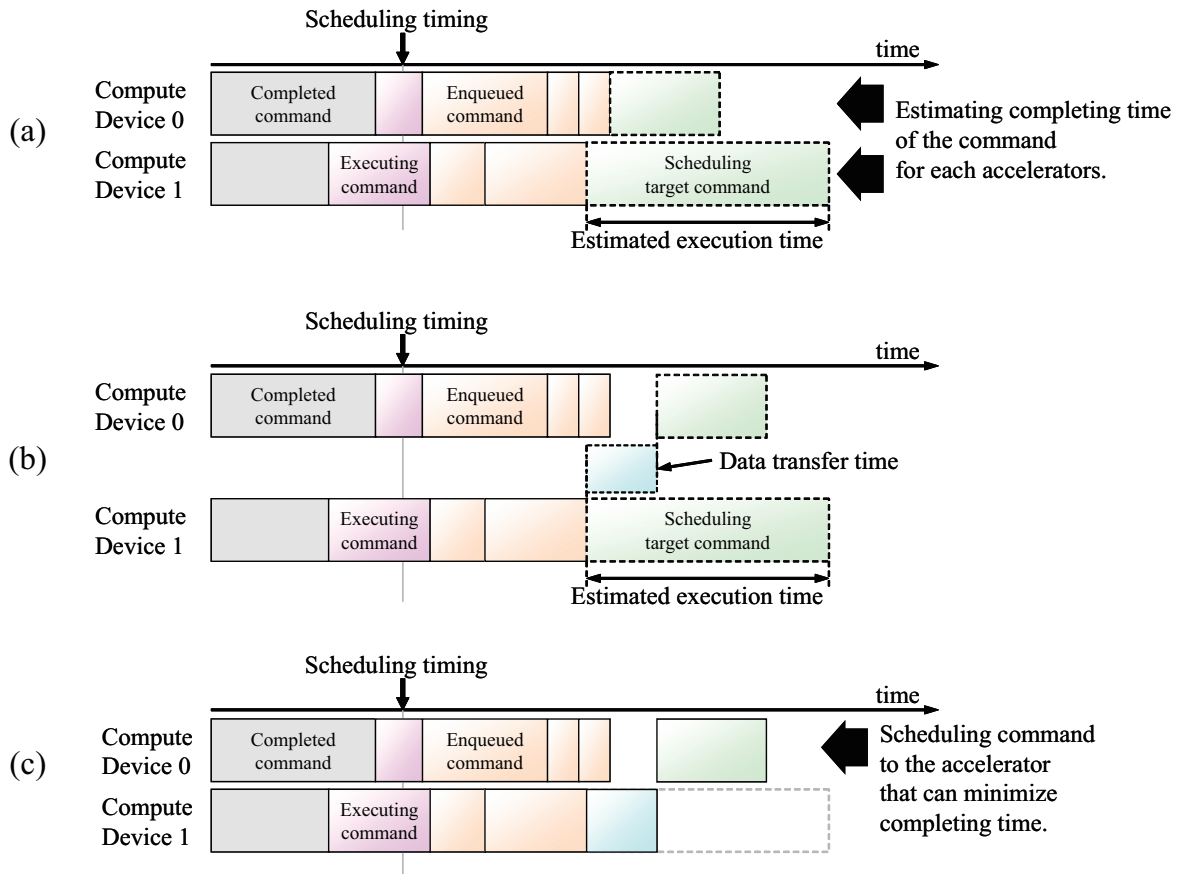 Scheduling timing
time
(a)
Compute
Device 0
Completed
command
Enqueued
command
Compute
Device 1
Executing
command
Scheduling
target command
Estimated execution time
Estimating completing time
of the command
for each accelerators.
Scheduling timing
time
(b)
Compute
Device 0
Completed
command
Enqueued
command
Data transfer time
Compute
Device 1
Executing
command
Scheduling
target command
Estimated execution time
Scheduling timing
time
(c)
Compute
Device 0
Completed
command
Enqueued
command
Compute
Device 1
Executing
command
Scheduling command
to the accelerator
that can minimize
completing time.